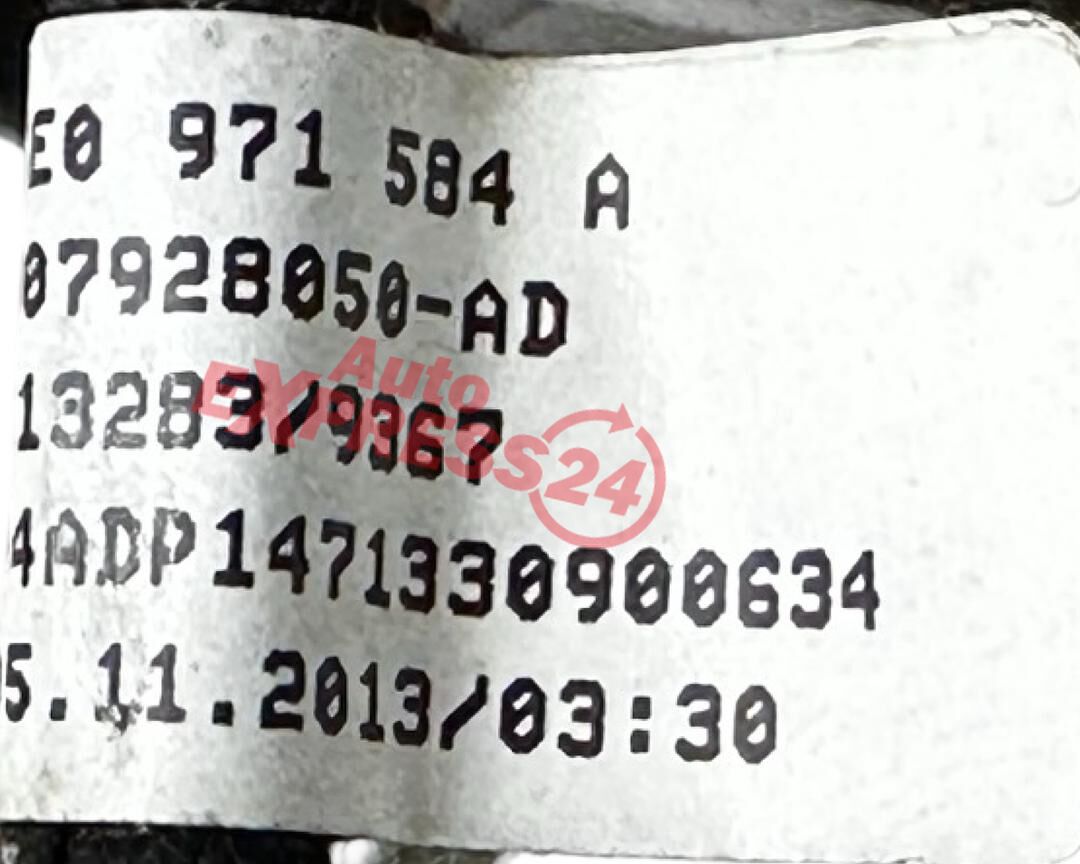 E0 971 584 A
07928050-AD
13283/9367
Auto
EXPRESS24
4ADP1471330900634
5.11.2013/03:30